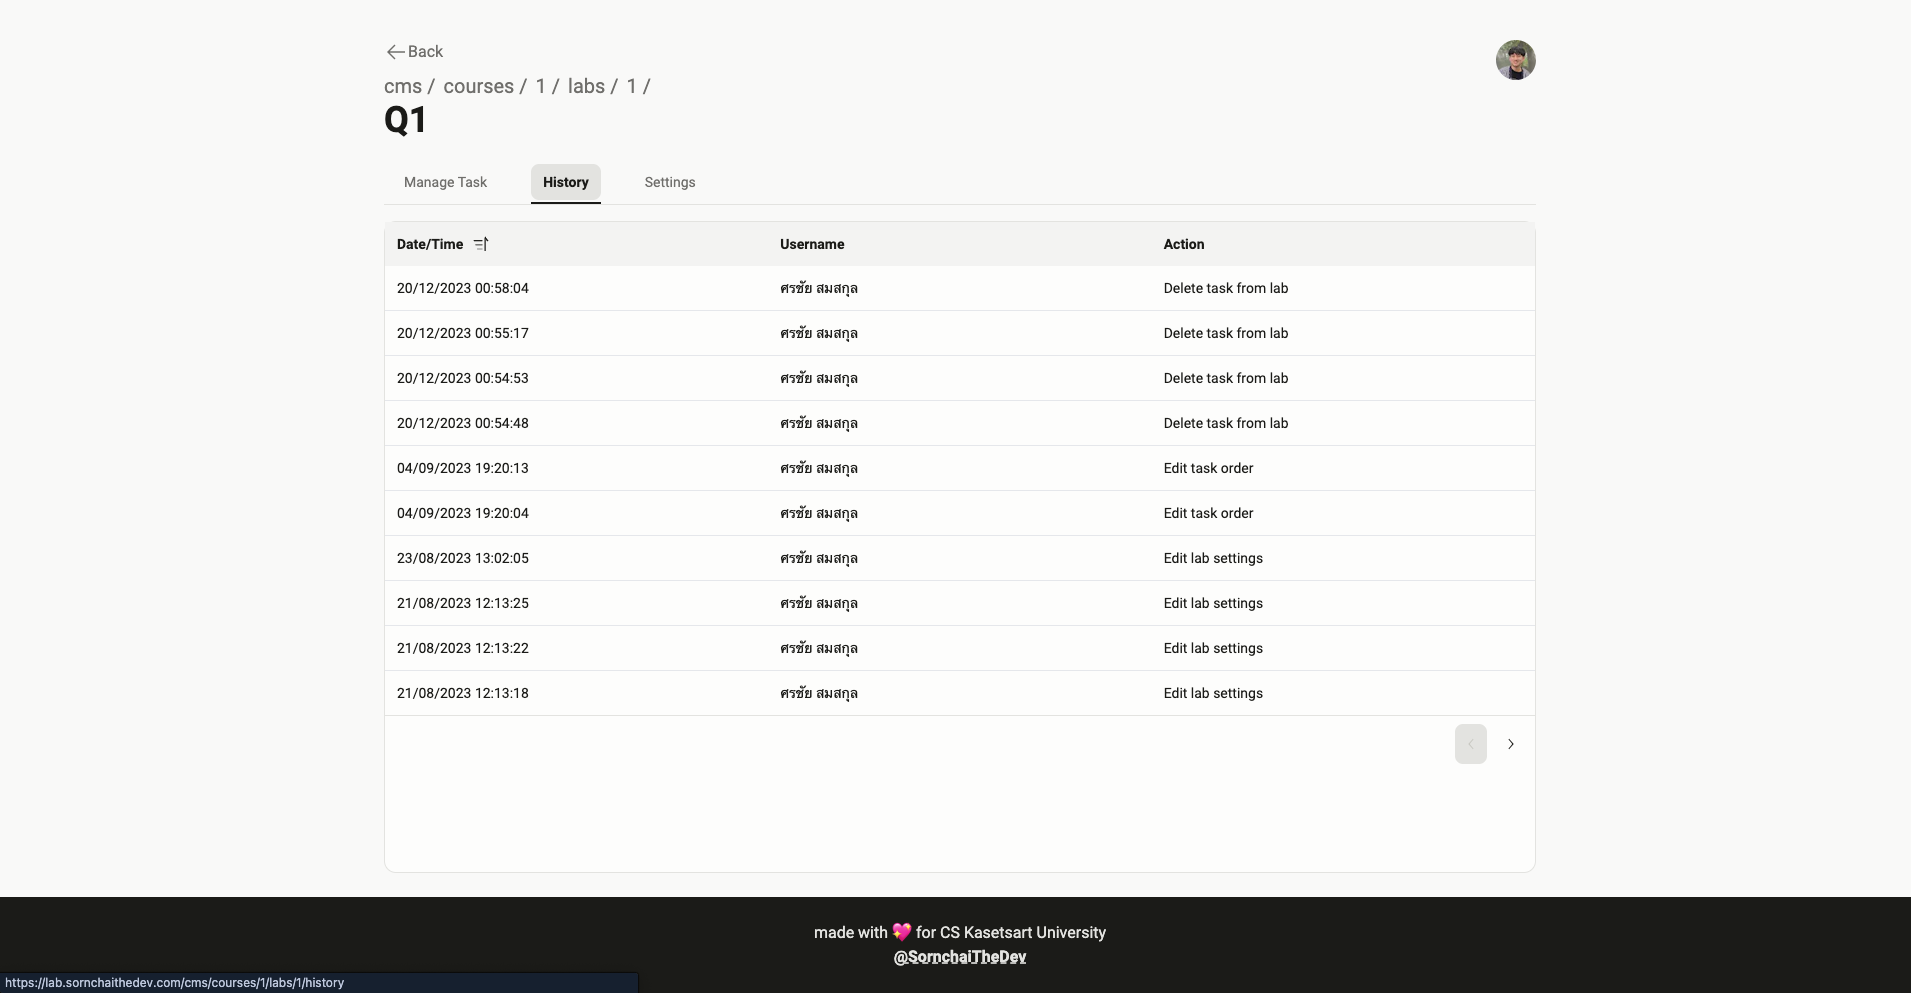 Back
cms / courses / 1 / labs / 1 /
Q1
Manage Task History Settings
Date/Time Username Action
20/12/2023 00:58:04 ศรชัย สมสกุล Delete task from lab
20/12/2023 00:55:17 ศรชัย สมสกุล Delete task from lab
20/12/2023 00:54:53 ศรชัย สมสกุล Delete task from lab
20/12/2023 00:54:48 ศรชัย สมสกุล Delete task from lab
04/09/2023 19:20:13 ศรชัย สมสกุล Edit task order
04/09/2023 19:20:04 ศรชัย สมสกุล Edit task order
23/08/2023 13:02:05 ศรชัย สมสกุล Edit lab settings
21/08/2023 12:13:25 ศรชัย สมสกุล Edit lab settings
21/08/2023 12:13:22 ศรชัย สมสกุล Edit lab settings
21/08/2023 12:13:18 ศรชัย สมสกุล Edit lab settings
made with 💖 for CS Kasetsart University
@SornchaiTheDev
https://lab.sornchaithedev.com/cms/courses/1/labs/1/history